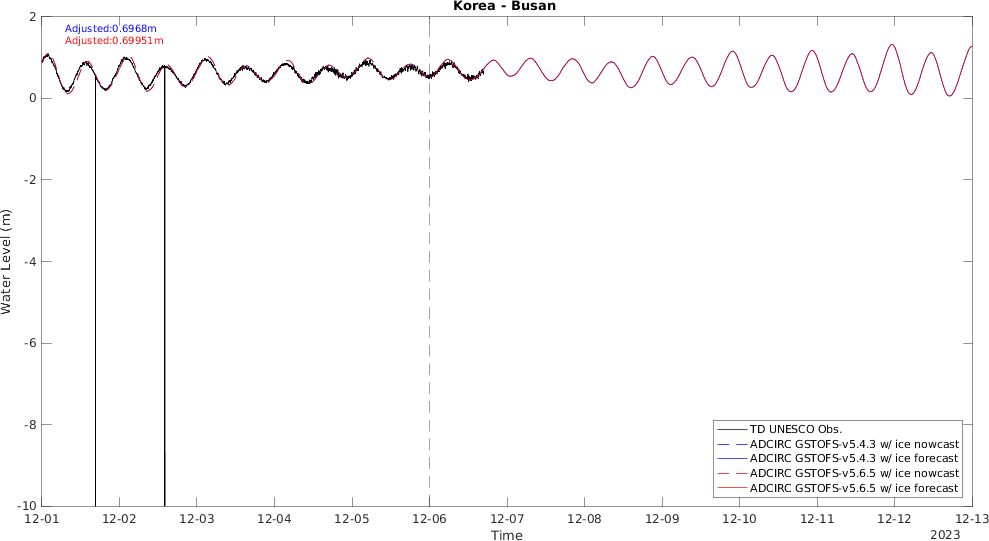 Korea - Busan
Adjusted:0.6968m
Adjusted:0.69951m
2
0
-2
-4
-6
-8
-10
Water Level (m)
TD UNESCO Obs.
ADCIRC GSTOFS-v5.4.3 w/ ice nowcast
ADCIRC GSTOFS-v5.4.3 w/ ice forecast
ADCIRC GSTOFS-v5.6.5 w/ ice nowcast
ADCIRC GSTOFS-v5.6.5 w/ ice forecast
12-01 12-02 12-03 12-04 12-05 12-06 12-07 12-08 12-09 12-10 12-11 12-12 12-13
Time
2023